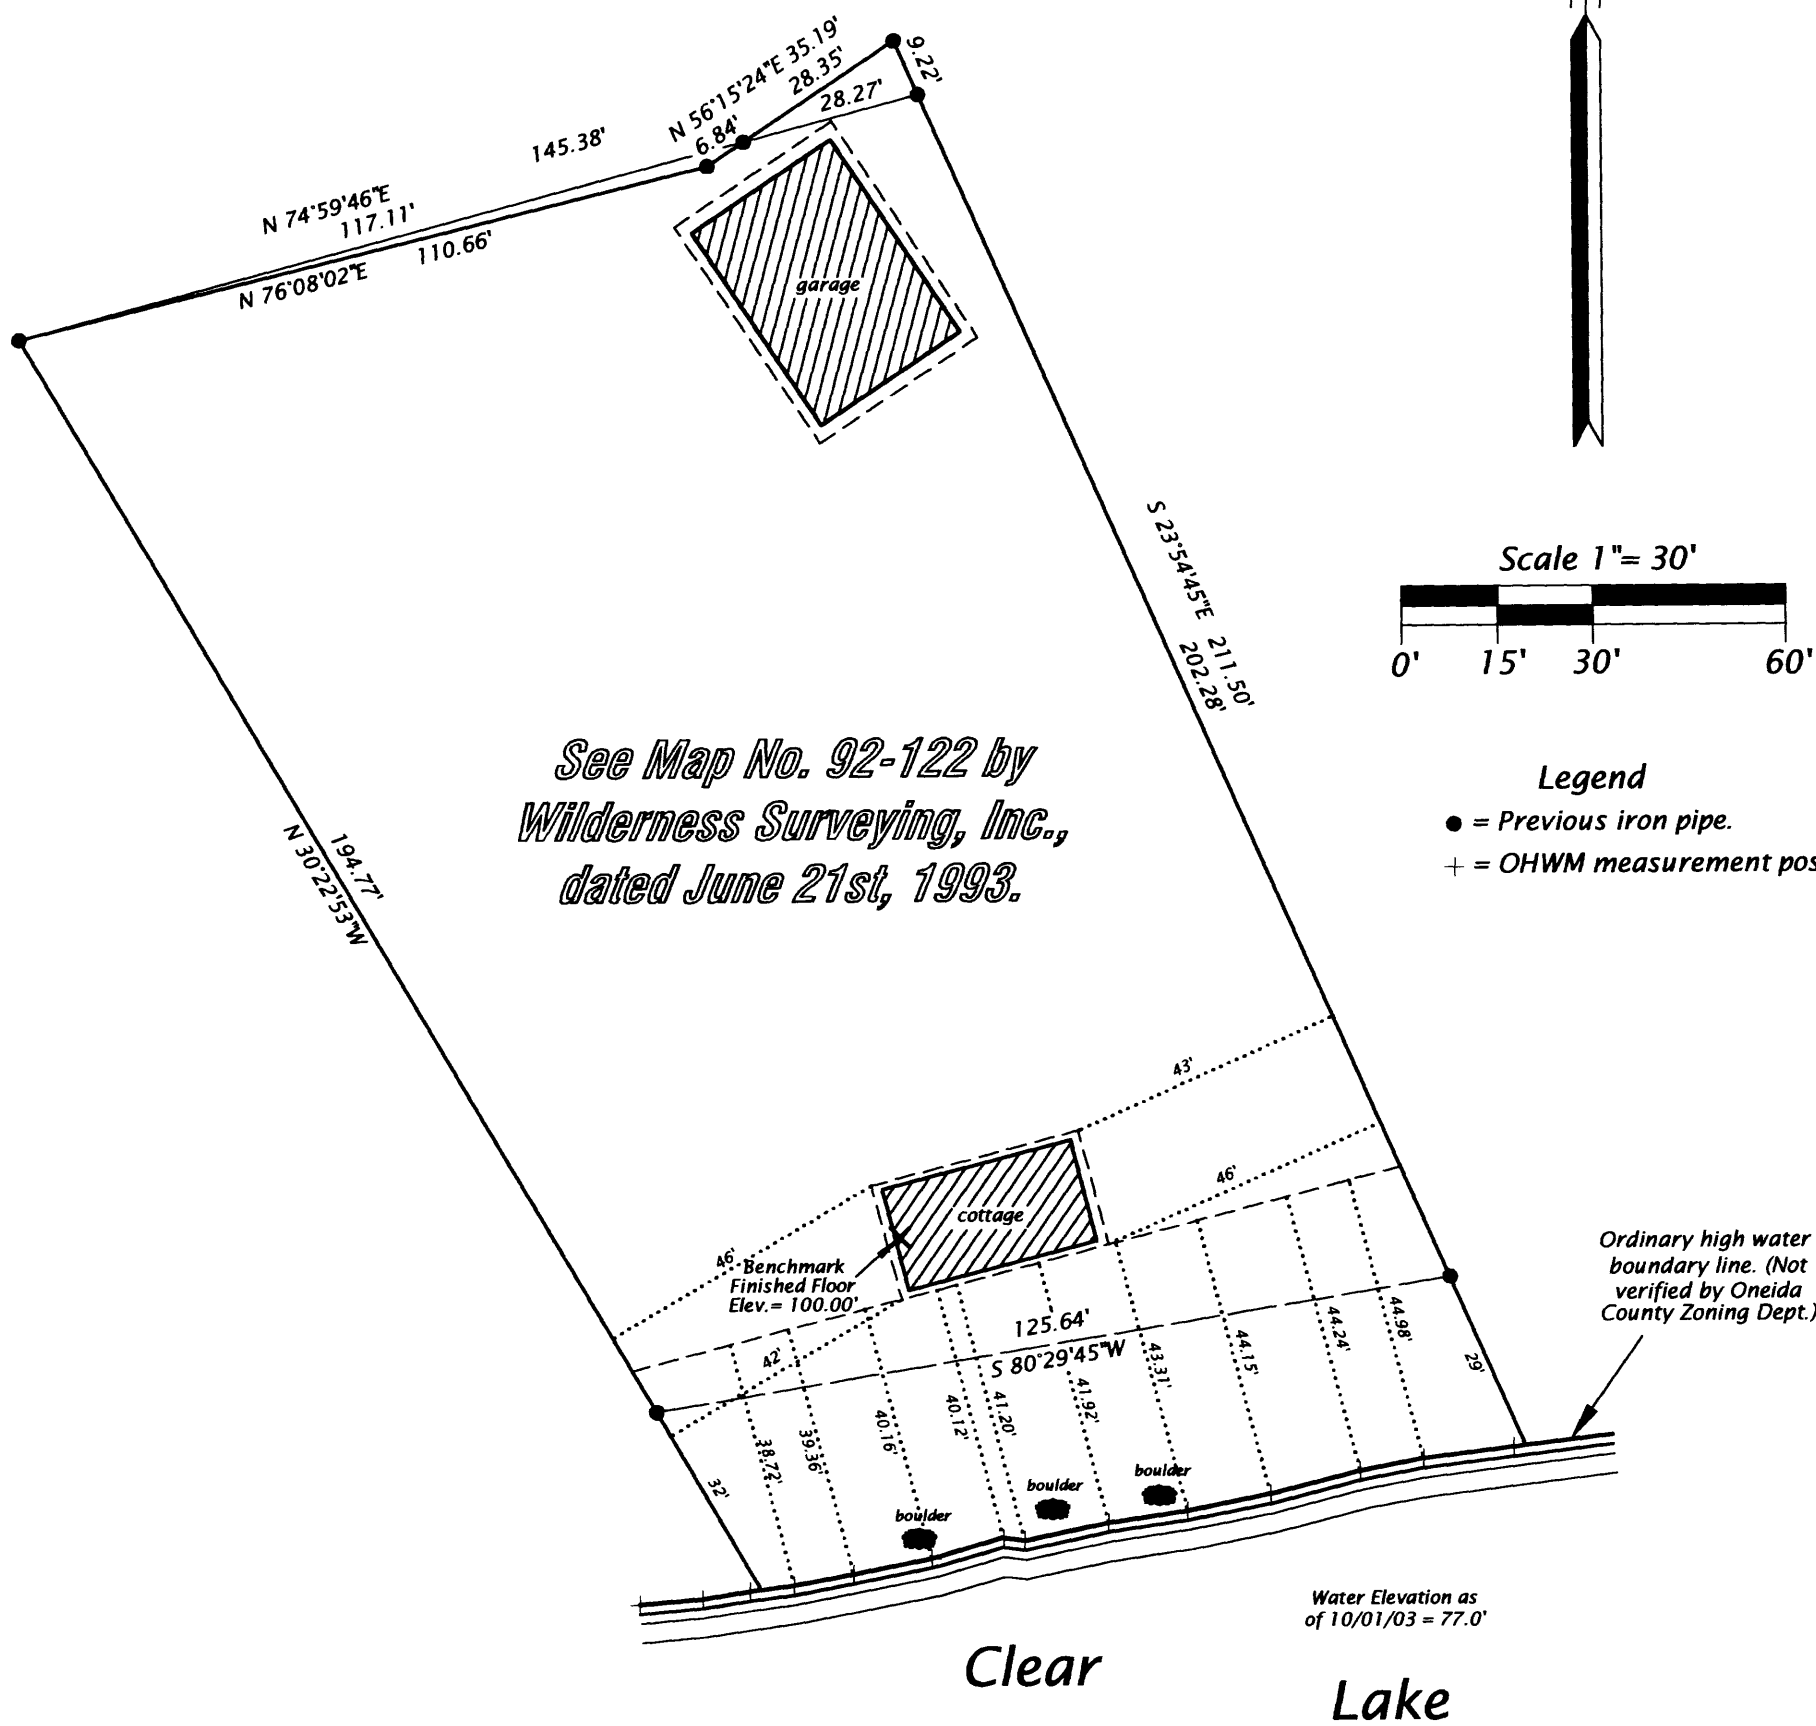 N 56°15'24"E 35.19'
28.35'
9.22'
28.27'
6.84'
145.38'
N 74°59'46"E
117.11'
110.66'
N 76°08'02"E
garage
S 23°54'45"E 211.50'
202.28'
Scale 1"= 30'
0' 15' 30' 60'
See Map No. 92-122 by
Wilderness Surveying, Inc.,
dated June 21st, 1993.
Legend
= Previous iron pipe.
= OHWM measurement pos
194.77'
N 30°22'53"W
43'
46'
cottage
46'
Benchmark
Finished Floor
Elev.= 100.00'
Ordinary high water
boundary line. (Not
verified by Oneida
County Zoning Dept.)
125.64'
S 80°29'45"W
42'
38.72'
39.36'
40.16'
40.12'
41.20'
41.92'
43.31'
44.15'
44.24'
44.98'
29'
32'
boulder
boulder
boulder
Water Elevation as
of 10/01/03 = 77.0'
Clear
Lake